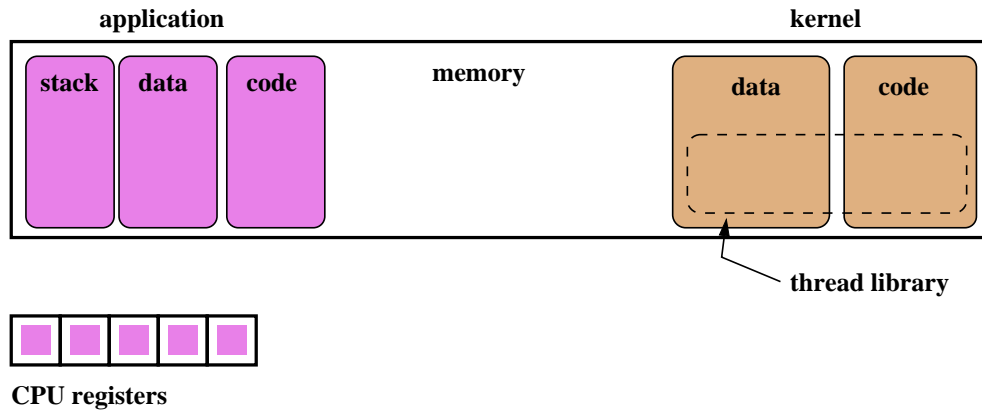 application
kernel
memory
stack
data
code
data
code
thread library
CPU registers